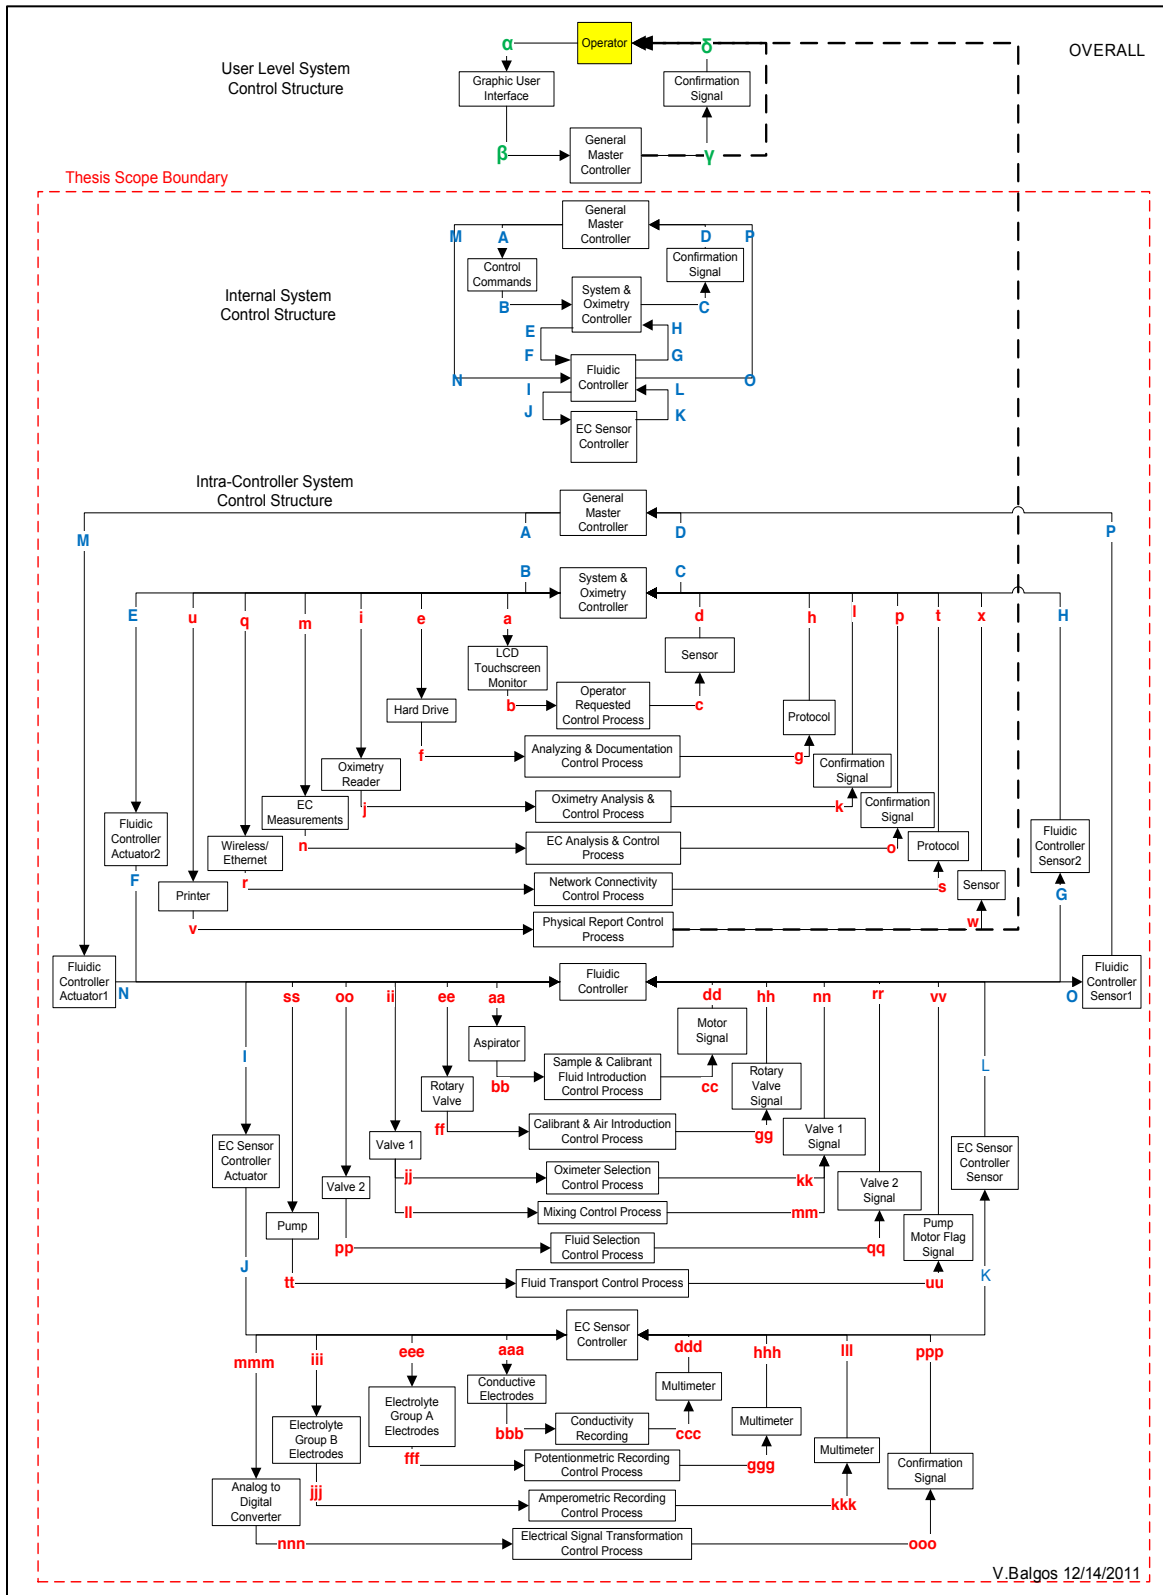 OVERALL
Operator
α
δ
User Level System
Control Structure
Graphic User
Interface
Confirmation
Signal
β
General
Master
Controller
γ
Thesis Scope Boundary
General
Master
Controller
M
A
D
P
Control
Commands
Confirmation
Signal
Internal System
Control Structure
B
System &
Oximetry
Controller
C
E
H
F
G
Fluidic
Controller
N
O
I
L
J
K
EC Sensor
Controller
Intra-Controller System
Control Structure
General
Master
Controller
M
A
D
P
B
System &
Oximetry
Controller
C
E
u
q
m
i
e
a
d
h
l
p
t
x
H
LCD
Touchscreen
Monitor
Sensor
Hard Drive
b
Operator
Requested
Control Process
c
Protocol
f
Analyzing & Documentation
Control Process
g
Oximetry
Reader
Confirmation
Signal
EC
Measurements
j
Oximetry Analysis &
Control Process
k
Confirmation
Signal
Fluidic
Controller
Actuator2
Wireless/
Ethernet
n
EC Analysis & Control
Process
o
Protocol
Fluidic
Controller
Sensor2
F
Printer
r
Network Connectivity
Control Process
s
Sensor
G
v
Physical Report Control
Process
w
Fluidic
Controller
Actuator1
N
Fluidic
Controller
O
Fluidic
Controller
Sensor1
ss
oo
ii
ee
aa
dd
hh
nn
rr
vv
Aspirator
Motor
Signal
I
L
bb
Sample & Calibrant
Fluid Introduction
Control Process
cc
Rotary
Valve
Rotary
Valve
Signal
ff
Calibrant & Air Introduction
Control Process
gg
Valve 1
Valve 1
Signal
EC Sensor
Controller
Actuator
EC Sensor
Controller
Sensor
jj
Oximeter Selection
Control Process
kk
Valve 2
Valve 2
Signal
ll
Mixing Control Process
mm
Pump
Pump
Motor Flag
Signal
pp
Fluid Selection
Control Process
qq
J
K
tt
Fluid Transport Control Process
uu
EC Sensor
Controller
mmm
iii
eee
aaa
ddd
hhh
lll
ppp
Conductive
Electrodes
Multimeter
Electrolyte
Group A
Electrodes
Multimeter
Electrolyte
Group B
Electrodes
bbb
Conductivity
Recording
ccc
Multimeter
Confirmation
Signal
fff
Potentionmetric Recording
Control Process
ggg
Analog to
Digital
Converter
jjj
Amperometric Recording
Control Process
kkk
nnn
Electrical Signal Transformation
Control Process
ooo
V.Balgos 12/14/2011